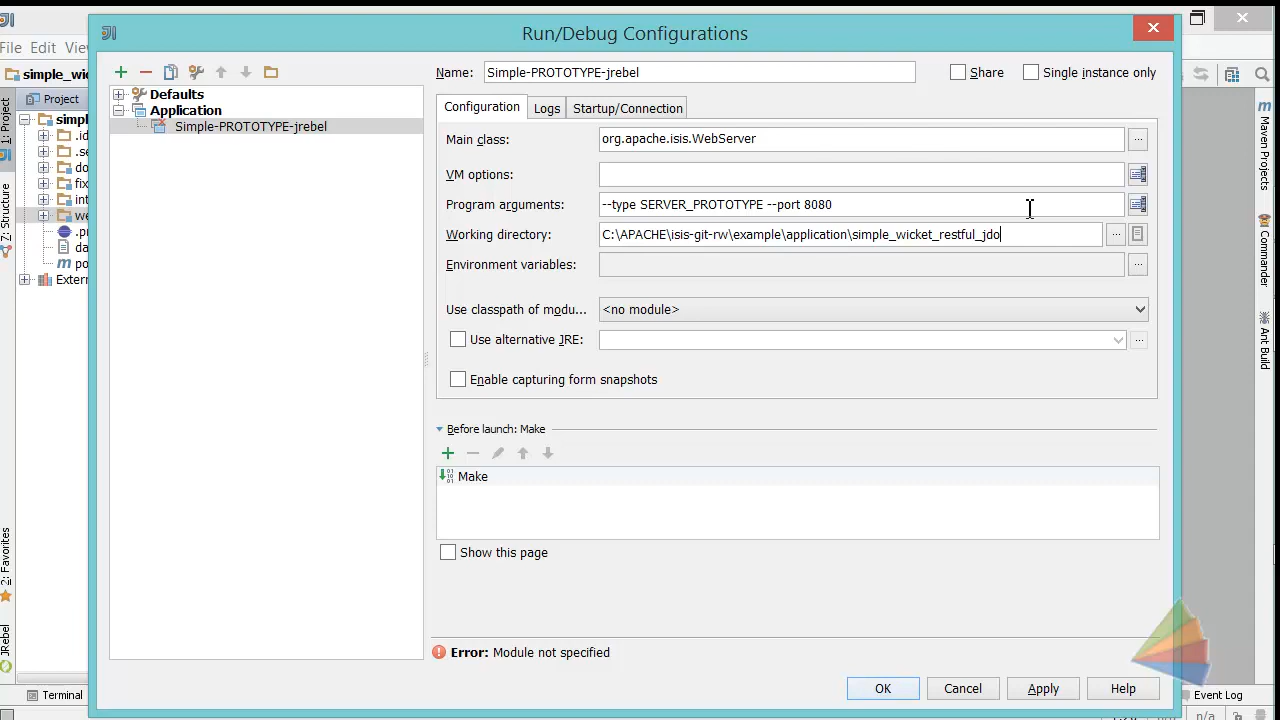 Run/Debug Configurations
File Edit Vie
simple_wic
Name: Simple-PROTOTYPE-jrebel Share Single instance only
Project
Defaults
Application
Simple-PROTOTYPE-jrebel
Configuration Logs Startup/Connection
Main class: org.apache.isis.WebServer ...
VM options:
Program arguments: --type SERVER_PROTOTYPE --port 8080
Working directory: C:\APACHE\isis-git-rw\example\application\simple_wicket_restful_jdo ...
Environment variables: ...
Use classpath of modu... <no module>
Use alternative JRE: ...
Enable capturing form snapshots
Before launch: Make
Make
Show this page
Error: Module not specified
OK Cancel Apply Help
1: Project
7: Structure
2: Favorites
JRebel
simpl
.id
.se
do
fix
int
we
.pr
da
po
Extern
Terminal
Maven Projects
Commander
Ant Build
Event Log
n/a